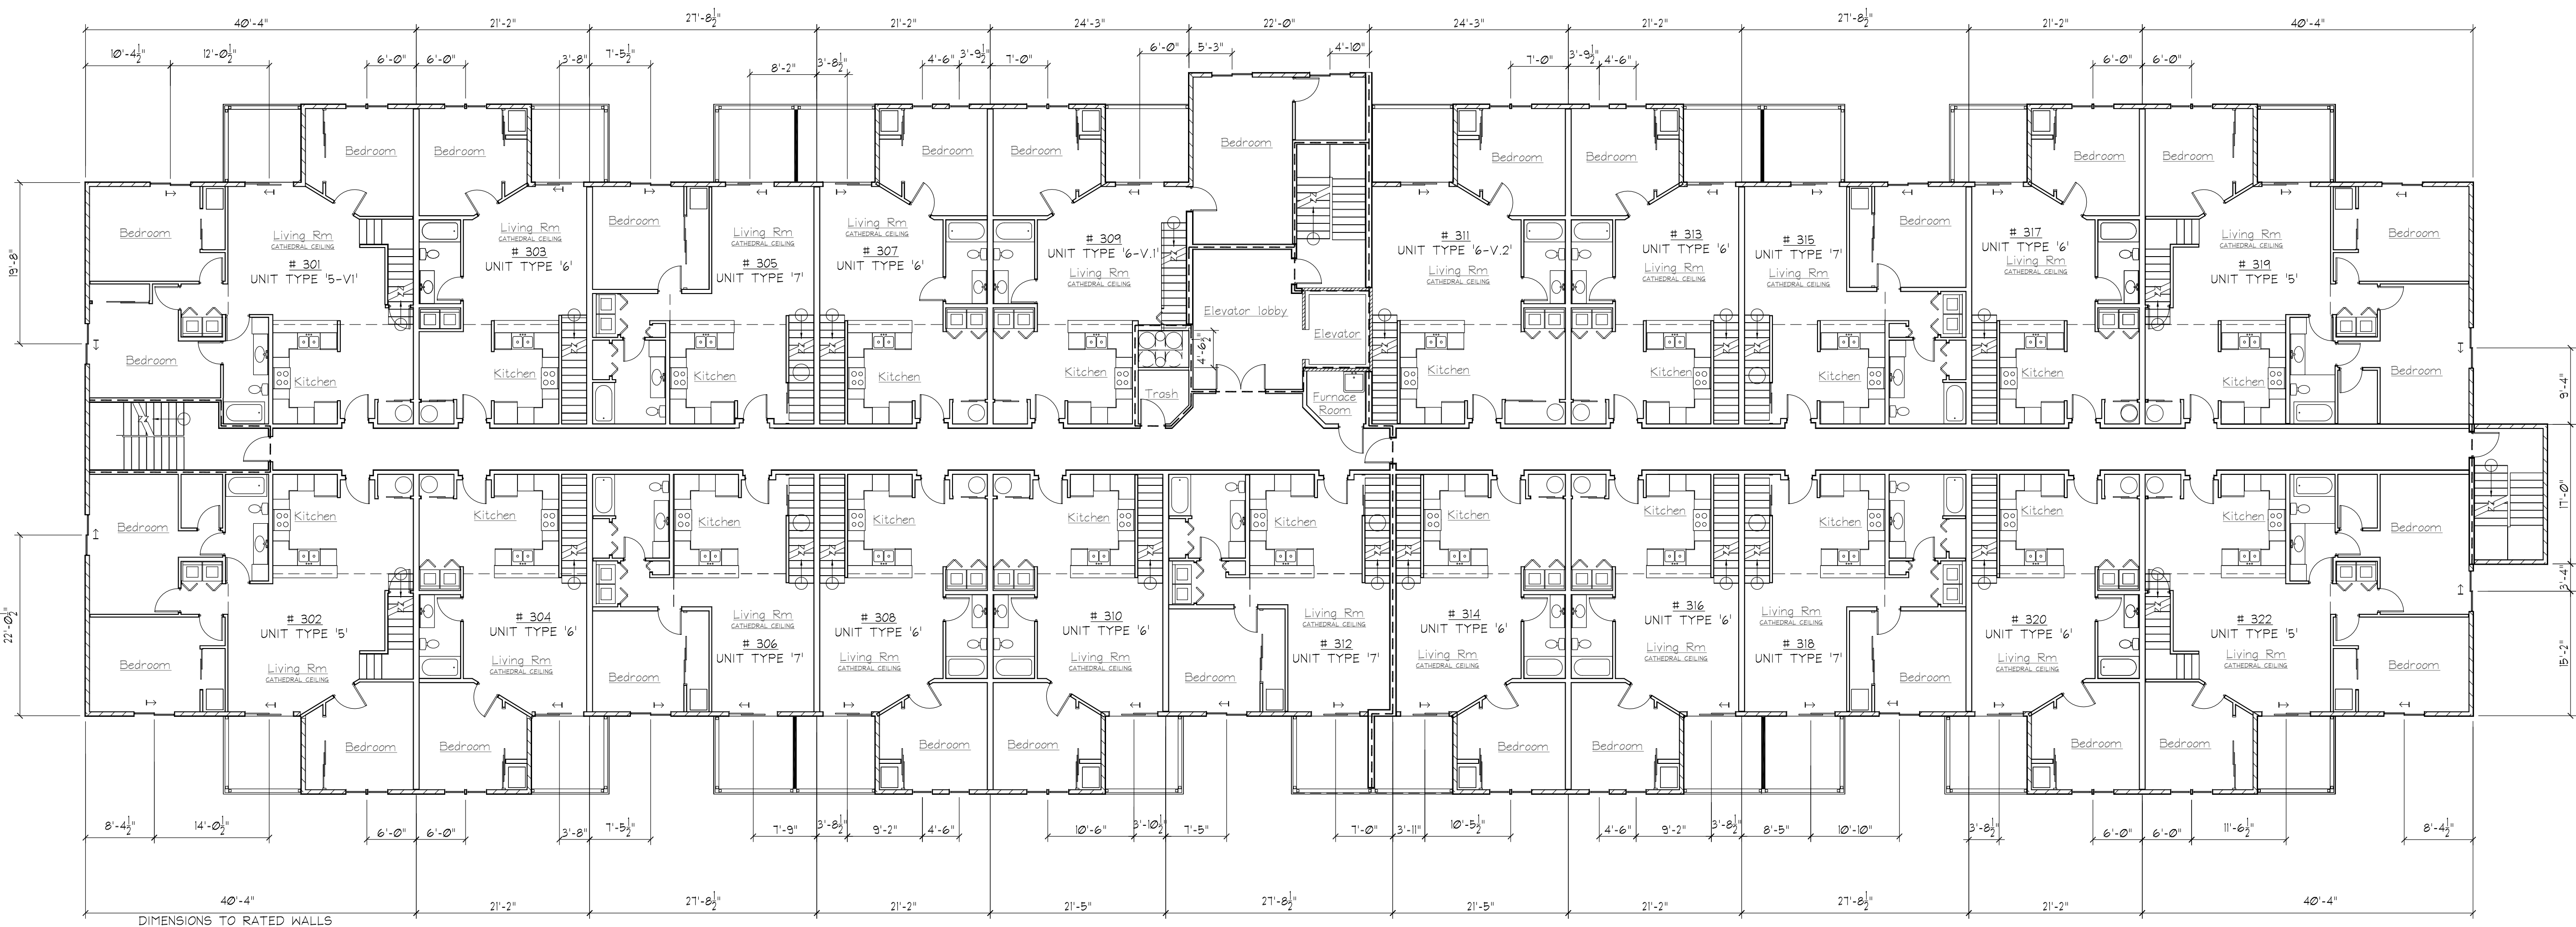 40'-4" 21'-2" 27'-8½" 21'-2" 24'-3" 22'-0" 24'-3" 21'-2" 27'-8½" 21'-2" 40'-4"
10'-4½" 12'-0½" 6'-0" 6'-0" 3'-8" 7'-5½" 8'-2" 3'-8½" 4'-6" 3'-9½" 7'-0" 6'-0" 5'-3" 4'-10" 7'-0" 3'-9½" 4'-6" 6'-0" 6'-0"
Bedroom Bedroom Bedroom Bedroom Bedroom Bedroom Bedroom Bedroom Bedroom
19'-8"
Bedroom Bedroom Bedroom Bedroom
Living Rm
CATHEDRAL CEILING
# 301
UNIT TYPE '5-V1'
Living Rm
CATHEDRAL CEILING
# 303
UNIT TYPE '6'
Living Rm
CATHEDRAL CEILING
# 305
UNIT TYPE '7'
Living Rm
CATHEDRAL CEILING
# 307
UNIT TYPE '6'
# 309
UNIT TYPE '6-V.1'
Living Rm
CATHEDRAL CEILING
# 311
UNIT TYPE '6-V.2'
Living Rm
CATHEDRAL CEILING
# 313
UNIT TYPE '6'
Living Rm
CATHEDRAL CEILING
# 315
UNIT TYPE '7'
Living Rm
CATHEDRAL CEILING
# 317
UNIT TYPE '6'
Living Rm
CATHEDRAL CEILING
Living Rm
CATHEDRAL CEILING
# 319
UNIT TYPE '5'
Elevator lobby
Elevator
4'-6½"
Bedroom Kitchen Kitchen Kitchen Kitchen Kitchen Kitchen Kitchen Kitchen Kitchen Kitchen Bedroom
Trash
Furnace
Room
9'-4"
17'-0"
3'-4"
15'-2"
22'-0½"
Bedroom Kitchen Kitchen Kitchen Kitchen Kitchen Kitchen Kitchen Kitchen Kitchen Kitchen Kitchen Bedroom
# 302
UNIT TYPE '5'
Living Rm
CATHEDRAL CEILING
# 304
UNIT TYPE '6'
Living Rm
CATHEDRAL CEILING
Living Rm
CATHEDRAL CEILING
# 306
UNIT TYPE '7'
# 308
UNIT TYPE '6'
Living Rm
CATHEDRAL CEILING
# 310
UNIT TYPE '6'
Living Rm
CATHEDRAL CEILING
Living Rm
CATHEDRAL CEILING
# 312
UNIT TYPE '7'
# 314
UNIT TYPE '6'
Living Rm
CATHEDRAL CEILING
# 316
UNIT TYPE '6'
Living Rm
CATHEDRAL CEILING
Living Rm
CATHEDRAL CEILING
# 318
UNIT TYPE '7'
# 320
UNIT TYPE '6'
Living Rm
CATHEDRAL CEILING
# 322
UNIT TYPE '5'
Living Rm
CATHEDRAL CEILING
Bedroom Bedroom Bedroom Bedroom Bedroom
Bedroom Bedroom Bedroom Bedroom Bedroom Bedroom Bedroom Bedroom
8'-4½" 14'-0½" 6'-0" 6'-0" 3'-8" 7'-5½" 7'-9" 3'-8½" 9'-2" 4'-6" 10'-6" 3'-10½" 7'-5" 7'-0" 3'-11" 10'-5½" 4'-6" 9'-2" 3'-8½" 8'-5" 10'-10" 3'-8½" 6'-0" 6'-0" 11'-6½" 8'-4½"
40'-4" 21'-2" 27'-8½" 21'-2" 21'-5" 27'-8½" 21'-5" 21'-2" 27'-8½" 21'-2" 40'-4"
DIMENSIONS TO RATED WALLS